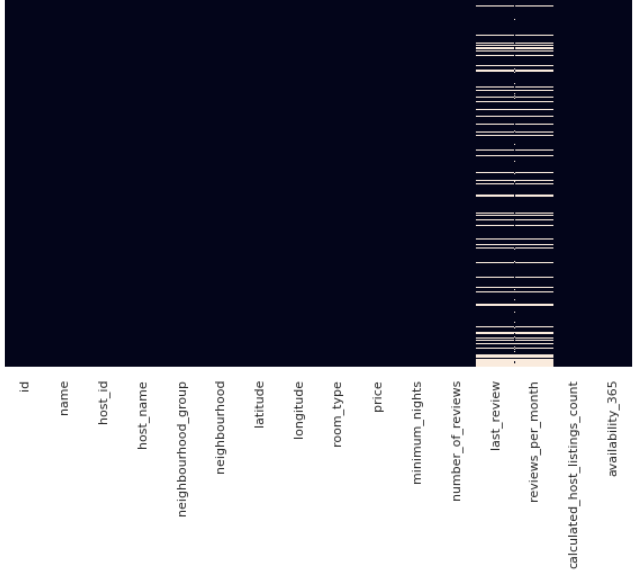 id
name
host_id
host_name
neighbourhood_group
neighbourhood
latitude
longitude
room_type
price
minimum_nights
number_of_reviews
last_review
reviews_per_month
calculated_host_listings_count
availability_365